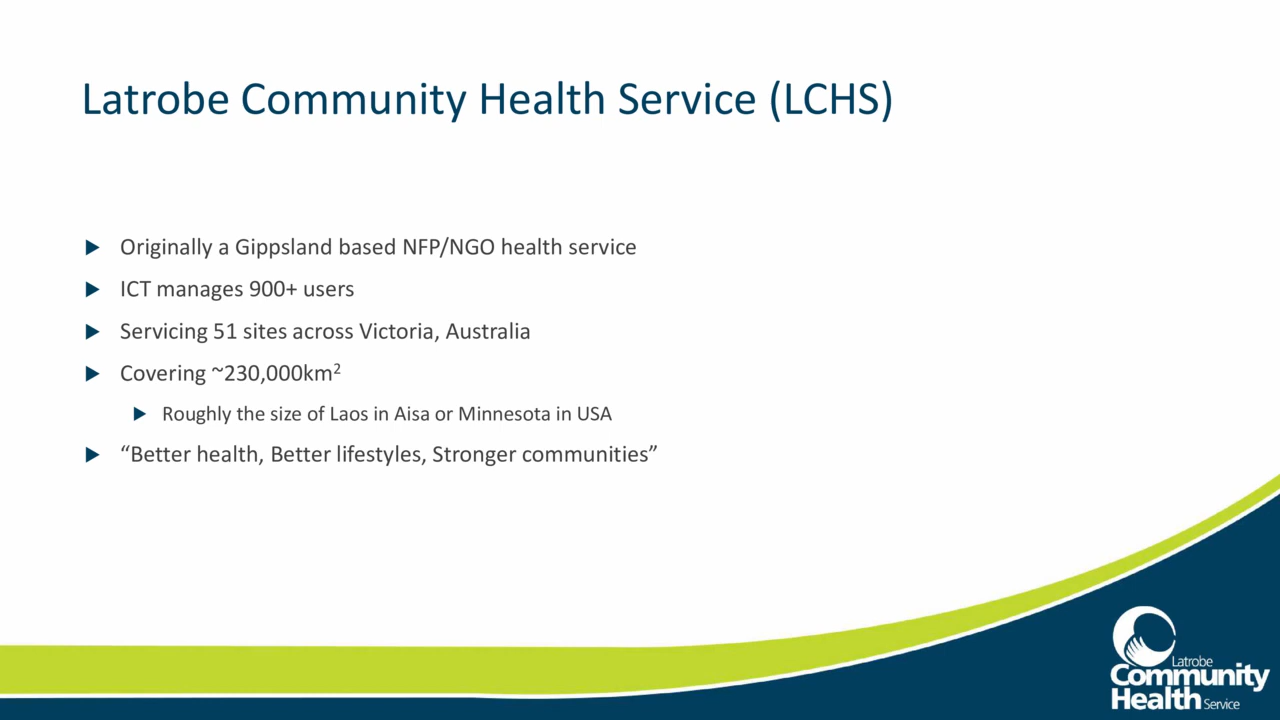 Latrobe Community Health Service (LCHS)
Originally a Gippsland based NFP/NGO health service
ICT manages 900+ users
Servicing 51 sites across Victoria, Australia
Covering ~230,000km²
Roughly the size of Laos in Aisa or Minnesota in USA
“Better health, Better lifestyles, Stronger communities”
Latrobe
Community
Health Service